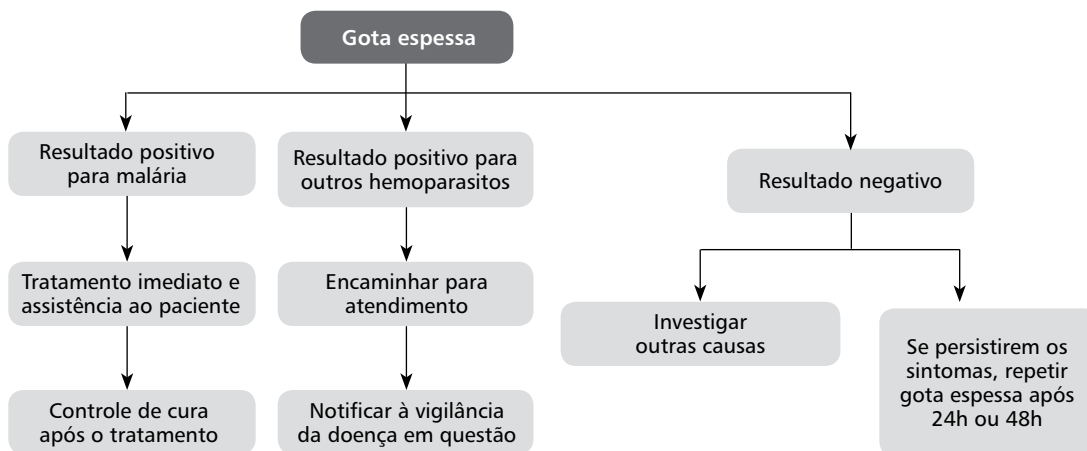 Gota espessa
Resultado positivo
para malária
Resultado positivo para
outros hemoparasitos
Resultado negativo
Tratamento imediato e
assistência ao paciente
Encaminhar para
atendimento
Investigar
outras causas
Se persistirem os
sintomas, repetir
gota espessa após
24h ou 48h
Controle de cura
após o tratamento
Notificar à vigilância
da doença em questão